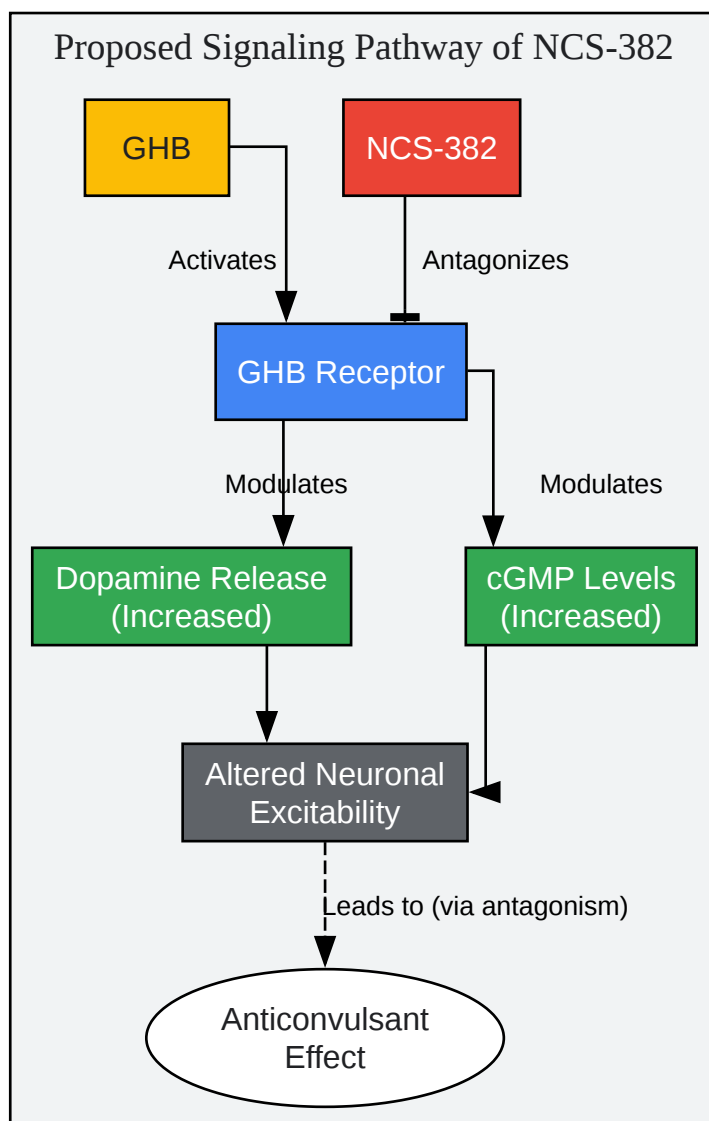 Proposed Signaling Pathway of NCS-382
GHB
NCS-382
Activates
Antagonizes
GHB Receptor
Modulates
Modulates
Dopamine Release
(Increased)
cGMP Levels
(Increased)
Altered Neuronal
Excitability
Leads to (via antagonism)
Anticonvulsant
Effect